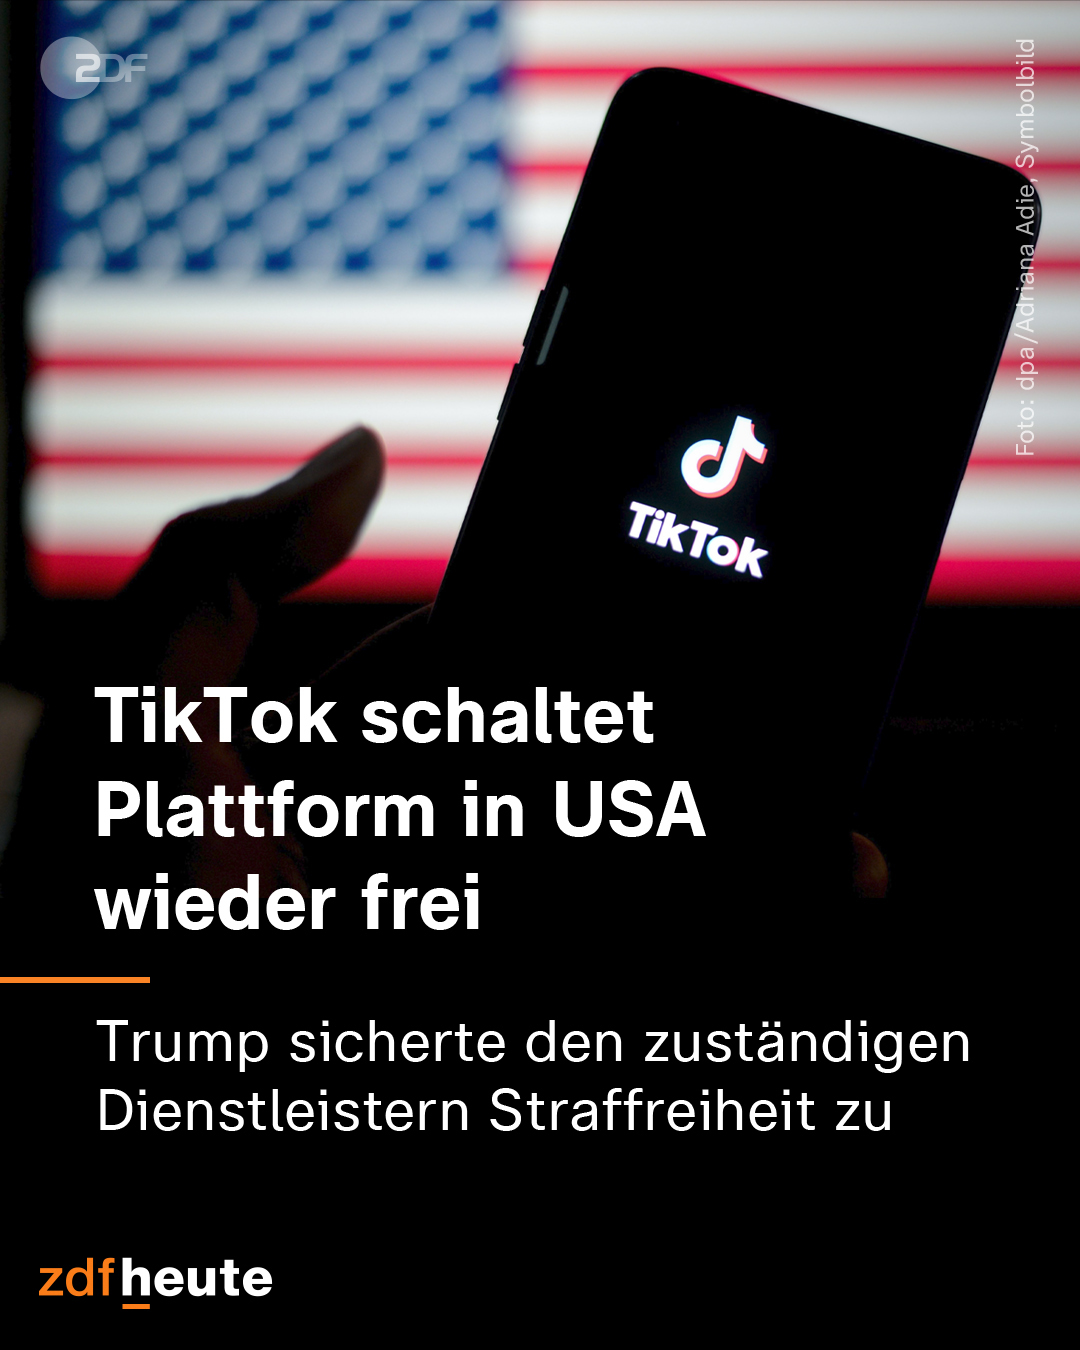 ZDF
Foto: dpa/Adriana Adie, Symbolbild
TikTok
TikTok schaltet
Plattform in USA
wieder frei
Trump sicherte den zuständigen
Dienstleistern Straffreiheit zu
zdfheute